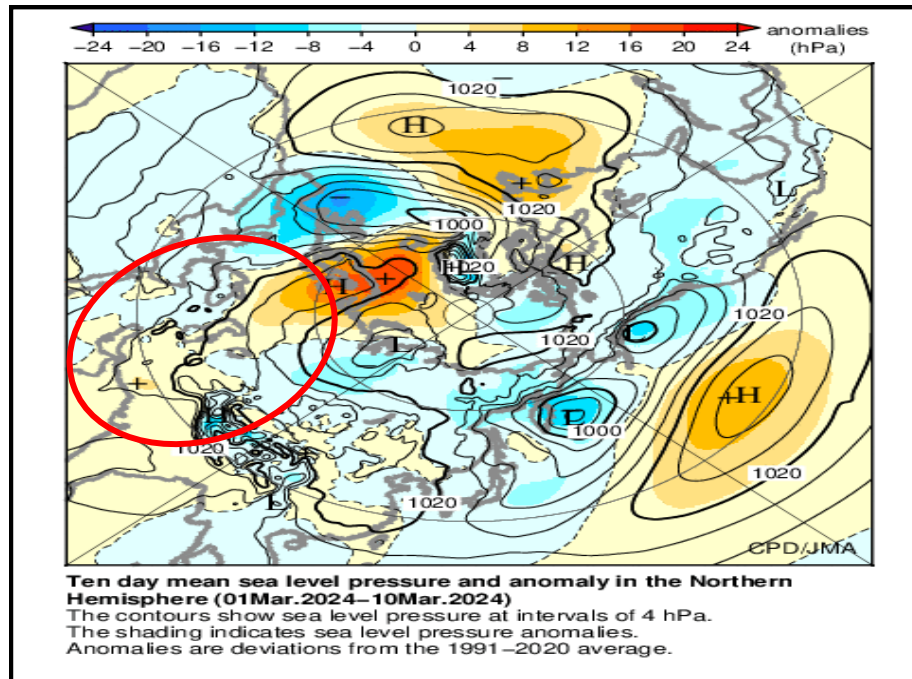 −24 −20 −16 −12 −8 −4 0 4 8 12 16 20 24 anomalies
(hPa)
1020
H
L
+
1020
1000
H
1020
H
H
+
1020
1020
L
+
+H
L
1000
1020
1020
1020
L
CPD/JMA
Ten day mean sea level pressure and anomaly in the Northern
Hemisphere (01Mar.2024−10Mar.2024)
The contours show sea level pressure at intervals of 4 hPa.
The shading indicates sea level pressure anomalies.
Anomalies are deviations from the 1991−2020 average.